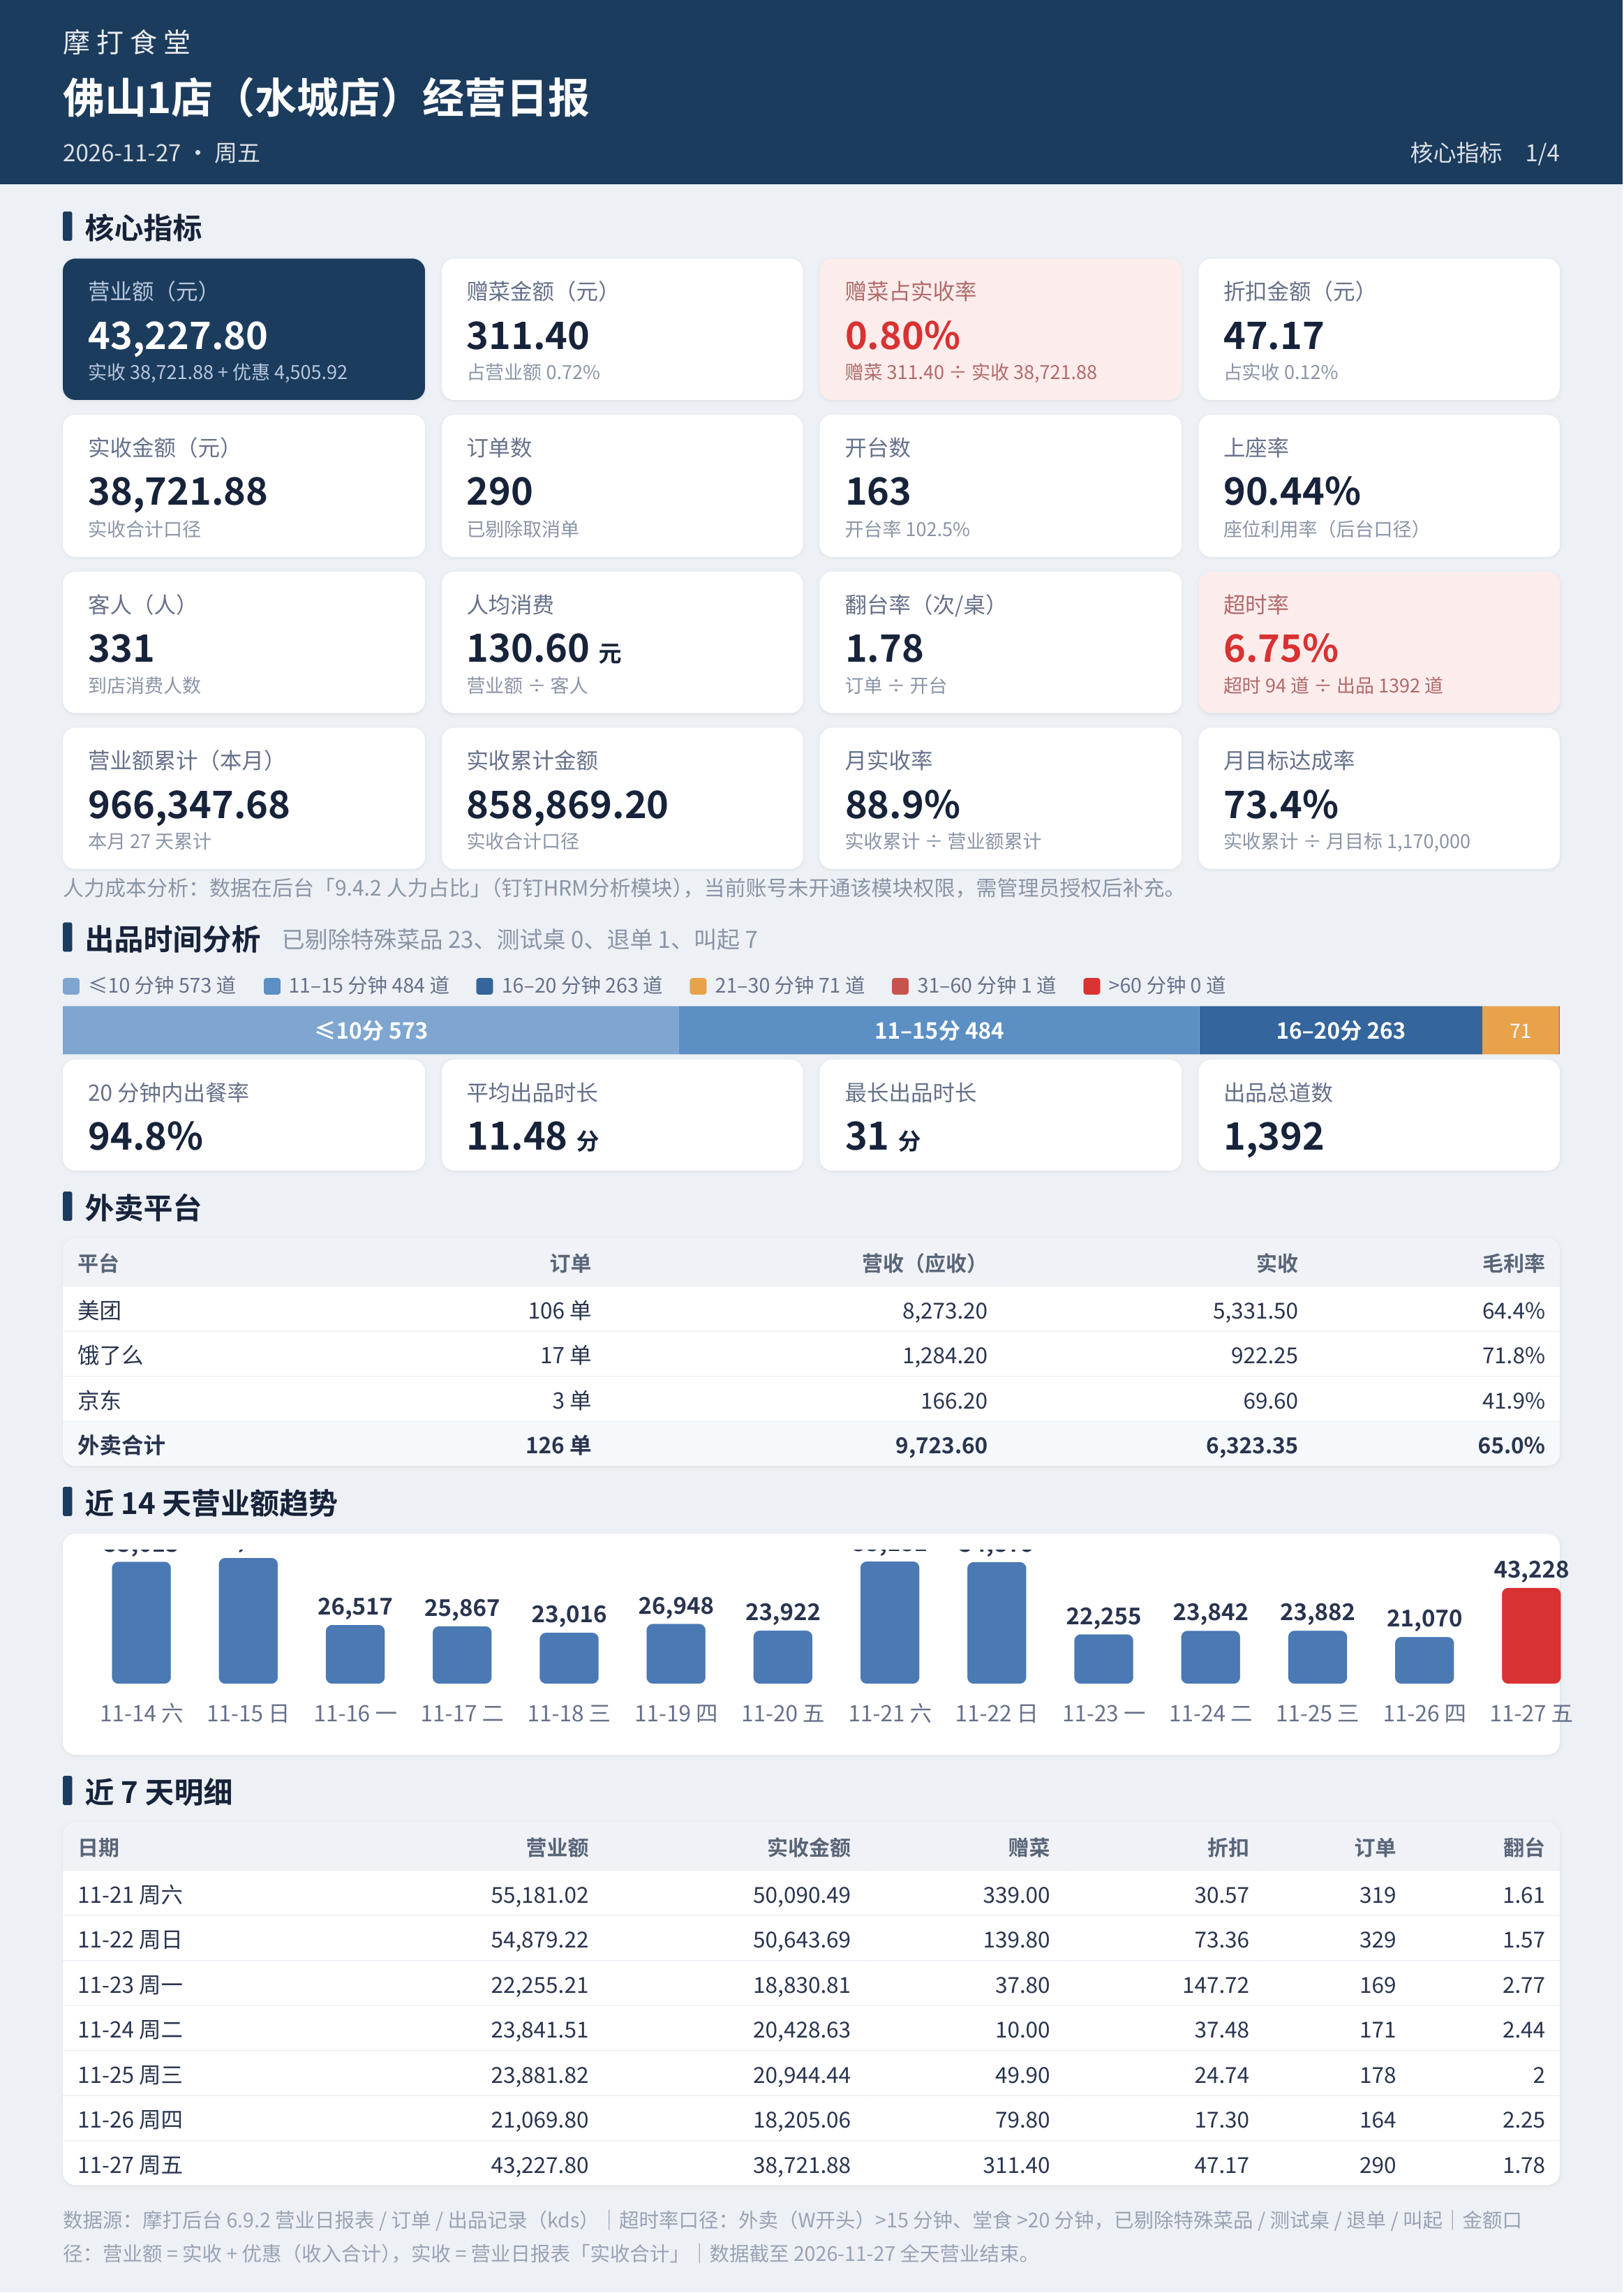 摩打食堂
佛山1店（水城店）经营日报
2026-11-27 · 周五
核心指标 1/4
核心指标
营业额（元）
43,227.80
实收 38,721.88 + 优惠 4,505.92
赠菜金额（元）
311.40
占营业额 0.72%
赠菜占实收率
0.80%
赠菜 311.40 ÷ 实收 38,721.88
折扣金额（元）
47.17
占实收 0.12%
实收金额（元）
38,721.88
实收合计口径
订单数
290
已剔除取消单
开台数
163
开台率 102.5%
上座率
90.44%
座位利用率（后台口径）
客人（人）
331
到店消费人数
人均消费
130.60 元
营业额 ÷ 客人
翻台率（次/桌）
1.78
订单 ÷ 开台
超时率
6.75%
超时 94 道 ÷ 出品 1392 道
营业额累计（本月）
966,347.68
本月 27 天累计
实收累计金额
858,869.20
实收合计口径
月实收率
88.9%
实收累计 ÷ 营业额累计
月目标达成率
73.4%
实收累计 ÷ 月目标 1,170,000
人力成本分析：数据在后台「9.4.2 人力占比」（钉钉HRM分析模块），当前账号未开通该模块权限，需管理员授权后补充。
出品时间分析 已剔除特殊菜品 23、测试桌 0、退单 1、叫起 7
≤10 分钟 573 道 11–15 分钟 484 道 16–20 分钟 263 道 21–30 分钟 71 道 31–60 分钟 1 道 >60 分钟 0 道
≤10分 573 11–15分 484 16–20分 263 71
20 分钟内出餐率
94.8%
平均出品时长
11.48 分
最长出品时长
31 分
出品总道数
1,392
外卖平台
平台 订单 营收（应收） 实收 毛利率
美团 106 单 8,273.20 5,331.50 64.4%
饿了么 17 单 1,284.20 922.25 71.8%
京东 3 单 166.20 69.60 41.9%
外卖合计 126 单 9,723.60 6,323.35 65.0%
近 14 天营业额趋势
26,517 25,867 23,016 26,948 23,922 22,255 23,842 23,882 21,070 43,228
11-14 六 11-15 日 11-16 一 11-17 二 11-18 三 11-19 四 11-20 五 11-21 六 11-22 日 11-23 一 11-24 二 11-25 三 11-26 四 11-27 五
近 7 天明细
日期 营业额 实收金额 赠菜 折扣 订单 翻台
11-21 周六 55,181.02 50,090.49 339.00 30.57 319 1.61
11-22 周日 54,879.22 50,643.69 139.80 73.36 329 1.57
11-23 周一 22,255.21 18,830.81 37.80 147.72 169 2.77
11-24 周二 23,841.51 20,428.63 10.00 37.48 171 2.44
11-25 周三 23,881.82 20,944.44 49.90 24.74 178 2
11-26 周四 21,069.80 18,205.06 79.80 17.30 164 2.25
11-27 周五 43,227.80 38,721.88 311.40 47.17 290 1.78
数据源：摩打后台 6.9.2 营业日报表 / 订单 / 出品记录（kds）｜超时率口径：外卖（W开头）>15 分钟、堂食 >20 分钟，已剔除特殊菜品 / 测试桌 / 退单 / 叫起｜金额口
径：营业额 = 实收 + 优惠（收入合计），实收 = 营业日报表「实收合计」｜数据截至 2026-11-27 全天营业结束。